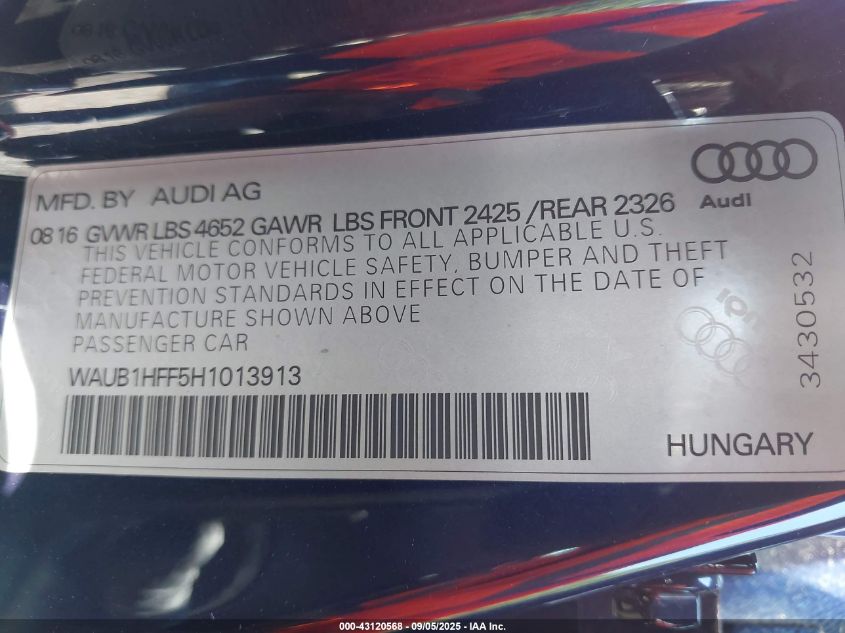 MFD. BY AUDI AG
Audi
08 16 GVWR LBS 4652 GAWR LBS FRONT 2425 /REAR 2326
THIS VEHICLE CONFORMS TO ALL APPLICABLE U.S.
FEDERAL MOTOR VEHICLE SAFETY, BUMPER AND THEFT
PREVENTION STANDARDS IN EFFECT ON THE DATE OF
MANUFACTURE SHOWN ABOVE
PASSENGER CAR
WAUB1HFF5H1013913
3430532
HUNGARY
000-43120568 - 09/05/2025 - IAA Inc.